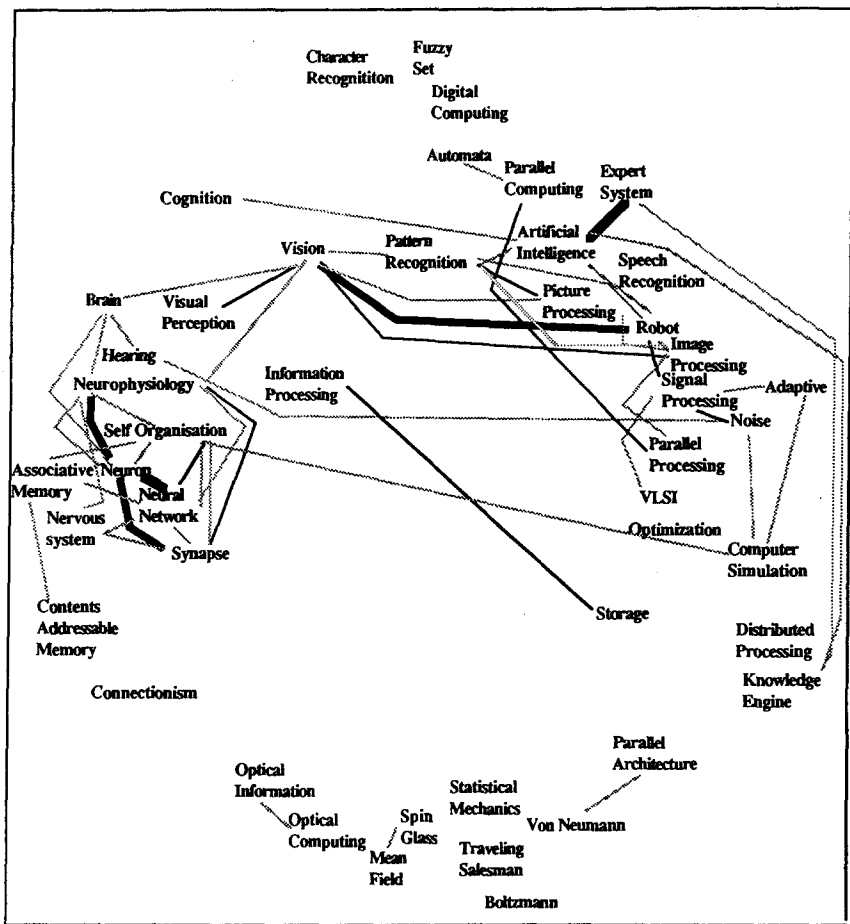 Character
Recognititon
Fuzzy
Set
Digital
Computing
Automata
Parallel
Computing
Expert
System
Cognition
Artificial
Intelligence
Vision
Pattern
Recognition
Speech
Recognition
Brain
Visual
Perception
Picture
Processing
Robot
Hearing
Image
Processing
Neurophysiology
Information
Processing
Signal
Processing
Adaptive
Noise
Self Organisation
Parallel
Processing
Associative
Memory
Neuron
Neural
Network
VLSI
Nervous
system
Synapse
Optimization
Computer
Simulation
Contents
Addressable
Memory
Storage
Distributed
Processing
Knowledge
Engine
Connectionism
Parallel
Architecture
Optical
Information
Statistical
Mechanics
Optical
Computing
Spin
Glass
Von Neumann
Mean
Field
Traveling
Salesman
Boltzmann